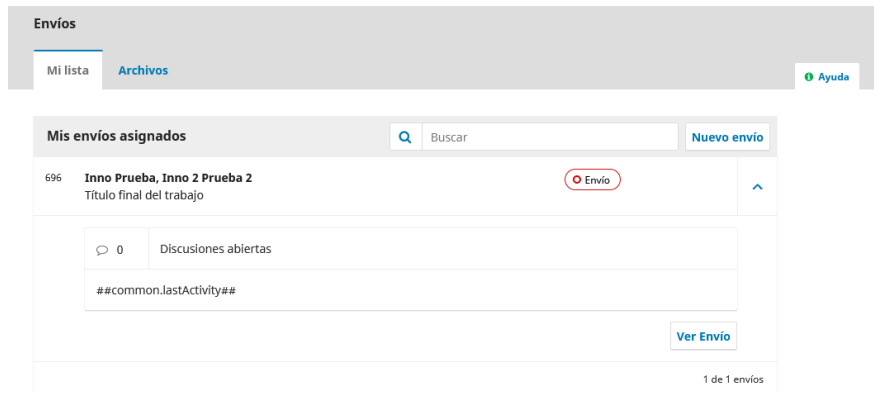 Envíos
Mi lista
Archivos
Ayuda
Mis envíos asignados
Buscar
Nuevo envío
696
Inno Prueba, Inno 2 Prueba 2
Envío
Título final del trabajo
0
Discusiones abiertas
##common.lastActivity##
Ver Envío
1 de 1 envíos